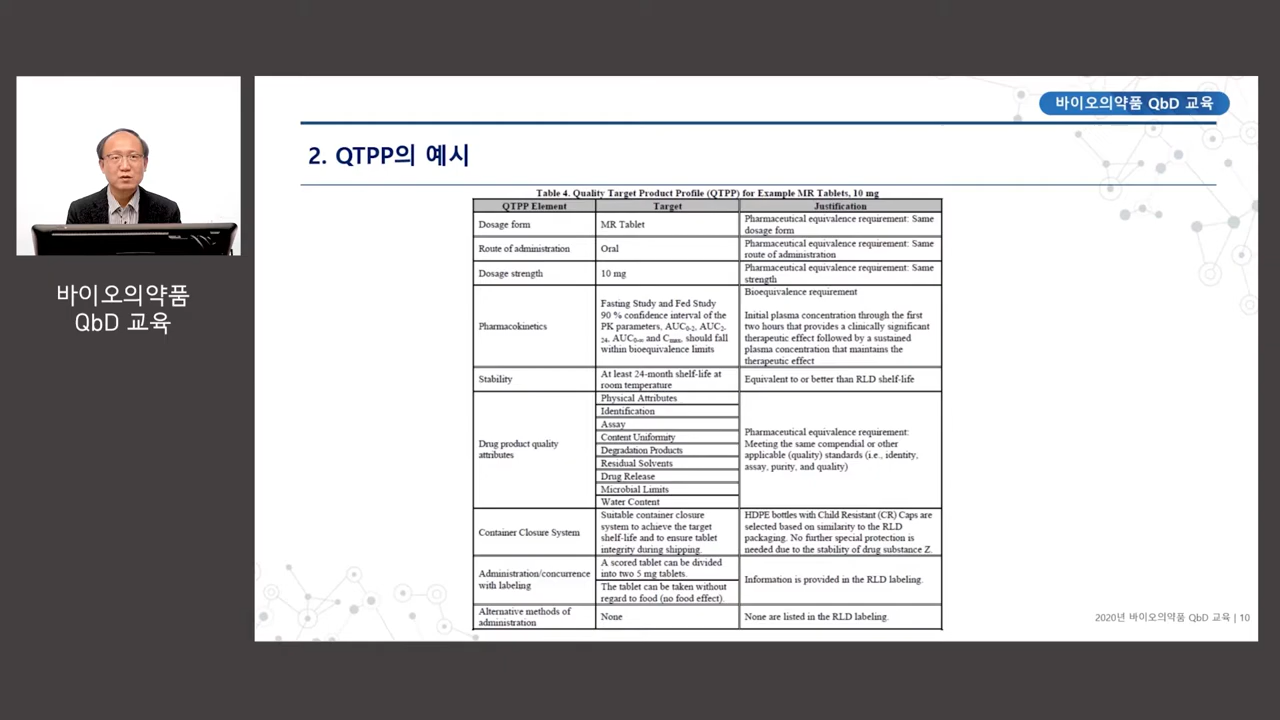 바이오의약품 QbD 교육
바이오의약품
QbD 교육
2. QTPP의 예시
Table 4. Quality Target Product Profile (QTPP) for Example MR Tablets, 10 mg
QTPP Element
Target
Justification
Dosage form
MR Tablet
Pharmaceutical equivalence requirement: Same
dosage form
Route of administration
Oral
Pharmaceutical equivalence requirement: Same
route of administration
Dosage strength
10 mg
Pharmaceutical equivalence requirement: Same
strength
Pharmacokinetics
Fasting Study and Fed Study
90 % confidence interval of the
PK parameters, AUC0-2, AUC2-
24, AUC0-∞ and Cmax, should fall
within bioequivalence limits
Bioequivalence requirement
Initial plasma concentration through the first
two hours that provides a clinically significant
therapeutic effect followed by a sustained
plasma concentration that maintains the
therapeutic effect
Stability
At least 24-month shelf-life at
room temperature
Equivalent to or better than RLD shelf-life
Drug product quality
attributes
Physical Attributes
Identification
Assay
Content Uniformity
Degradation Products
Residual Solvents
Drug Release
Microbial Limits
Water Content
Pharmaceutical equivalence requirement:
Meeting the same compendial or other
applicable (quality) standards (i.e., identity,
assay, purity, and quality)
Container Closure System
Suitable container closure
system to achieve the target
shelf-life and to ensure tablet
integrity during shipping.
HDPE bottles with Child Resistant (CR) Caps are
selected based on similarity to the RLD
packaging. No further special protection is
needed due to the stability of drug substance Z.
Administration/concurrence
with labeling
A scored tablet can be divided
into two 5 mg tablets.
The tablet can be taken without
regard to food (no food effect).
Information is provided in the RLD labeling.
Alternative methods of
administration
None
None are listed in the RLD labeling.
2020년 바이오의약품 QbD 교육 | 10